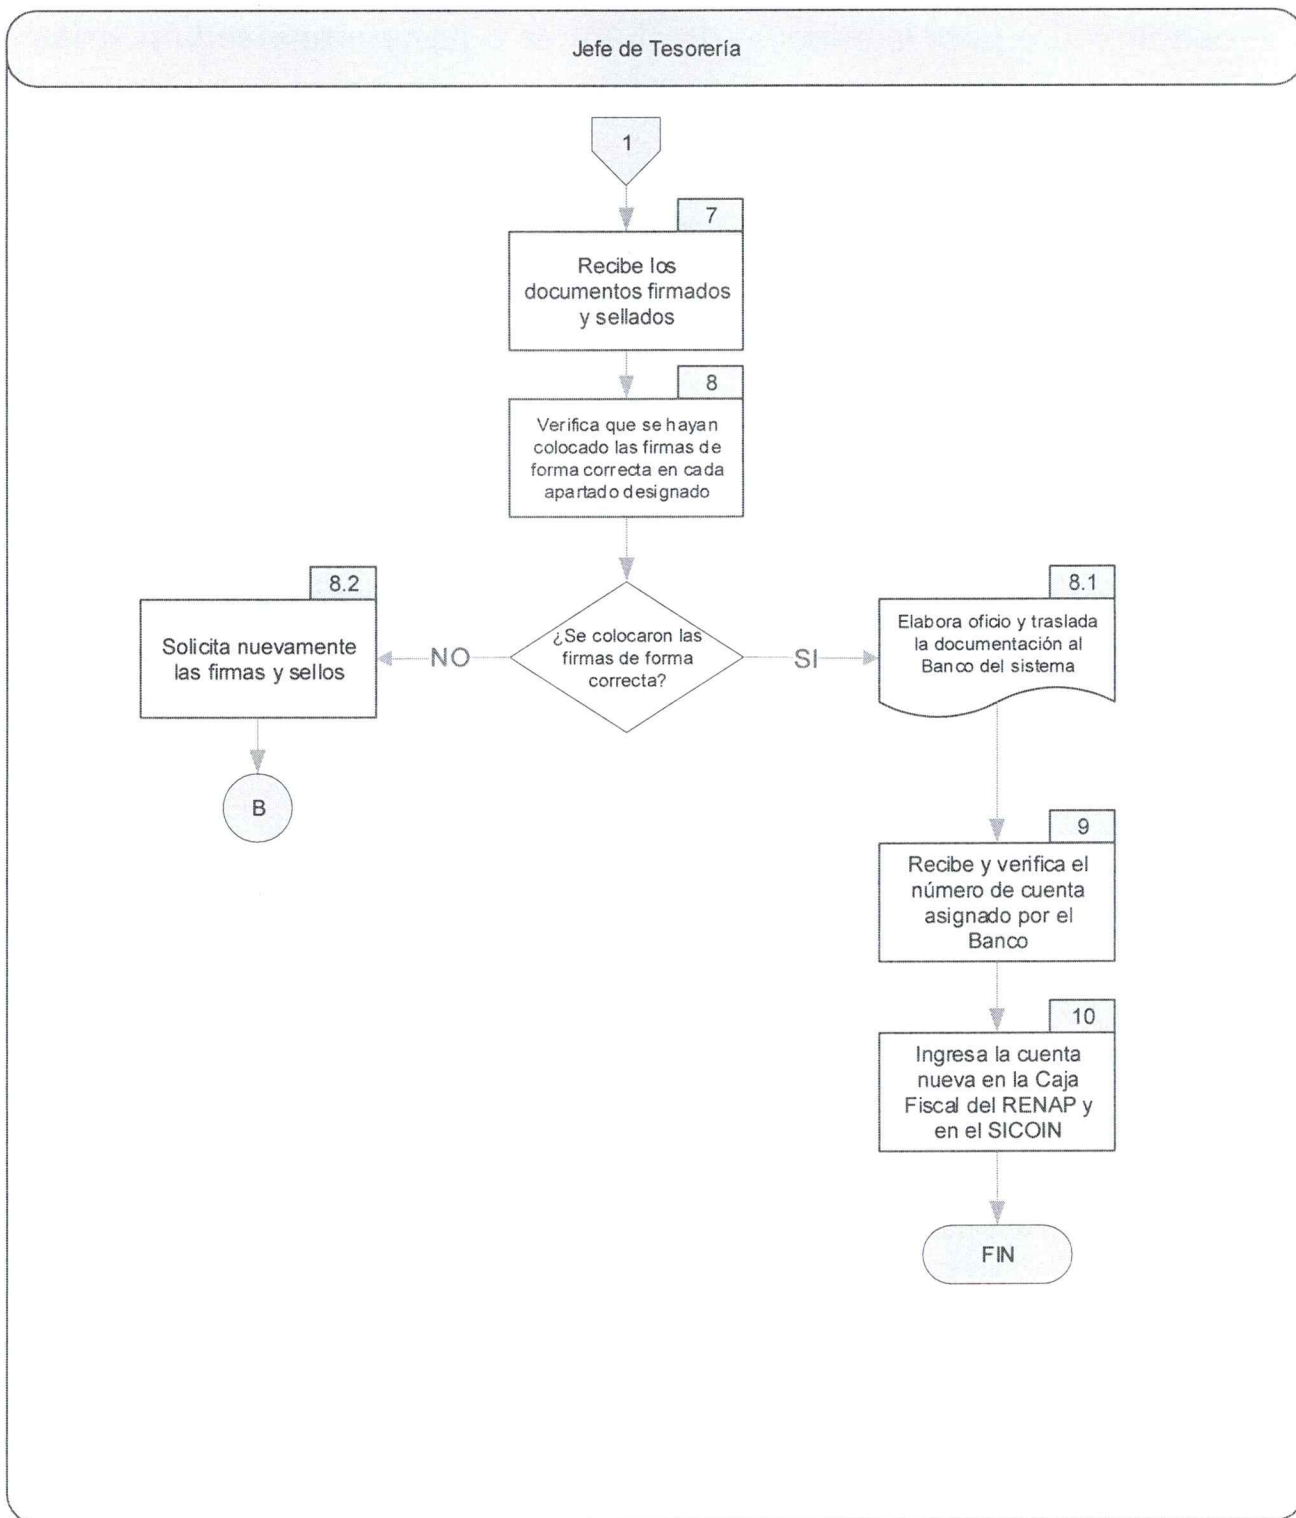 Jefe de Tesorería
1
7
Recibe los
documentos firmados
y sellados
8
Verifica que se hayan
colocado las firmas de
forma correcta en cada
apartado designado
¿Se colocaron las
firmas de forma
correcta?
NO
SI
8.2
Solicita nuevamente
las firmas y sellos
B
8.1
Elabora oficio y traslada
la documentación al
Banco del sistema
9
Recibe y verifica el
número de cuenta
asignado por el
Banco
10
Ingresa la cuenta
nueva en la Caja
Fiscal del RENAP y
en el SICOIN
FIN